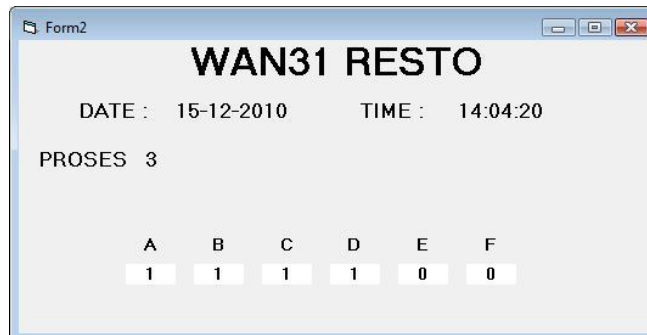 Form2
WAN31 RESTO
DATE : 15-12-2010 TIME : 14:04:20
PROSES 3
A B C D E F
1 1 1 1 0 0